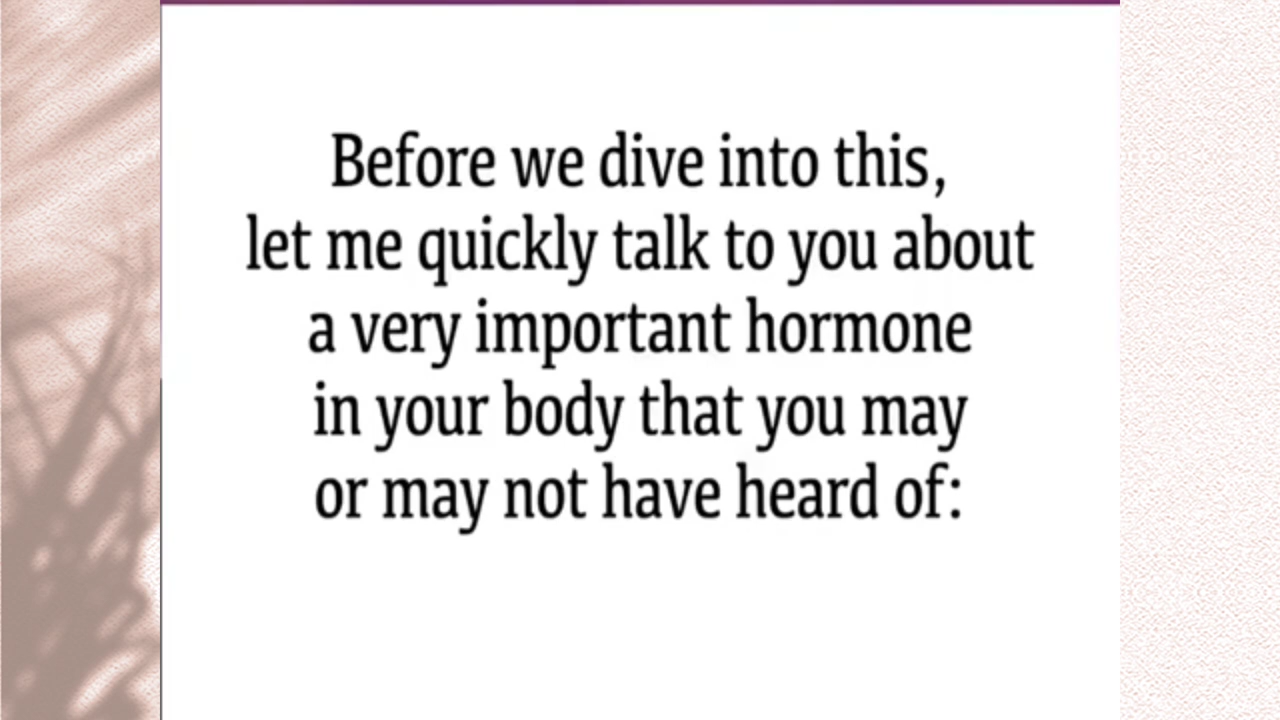 Before we dive into this,
let me quickly talk to you about
a very important hormone
in your body that you may
or may not have heard of: